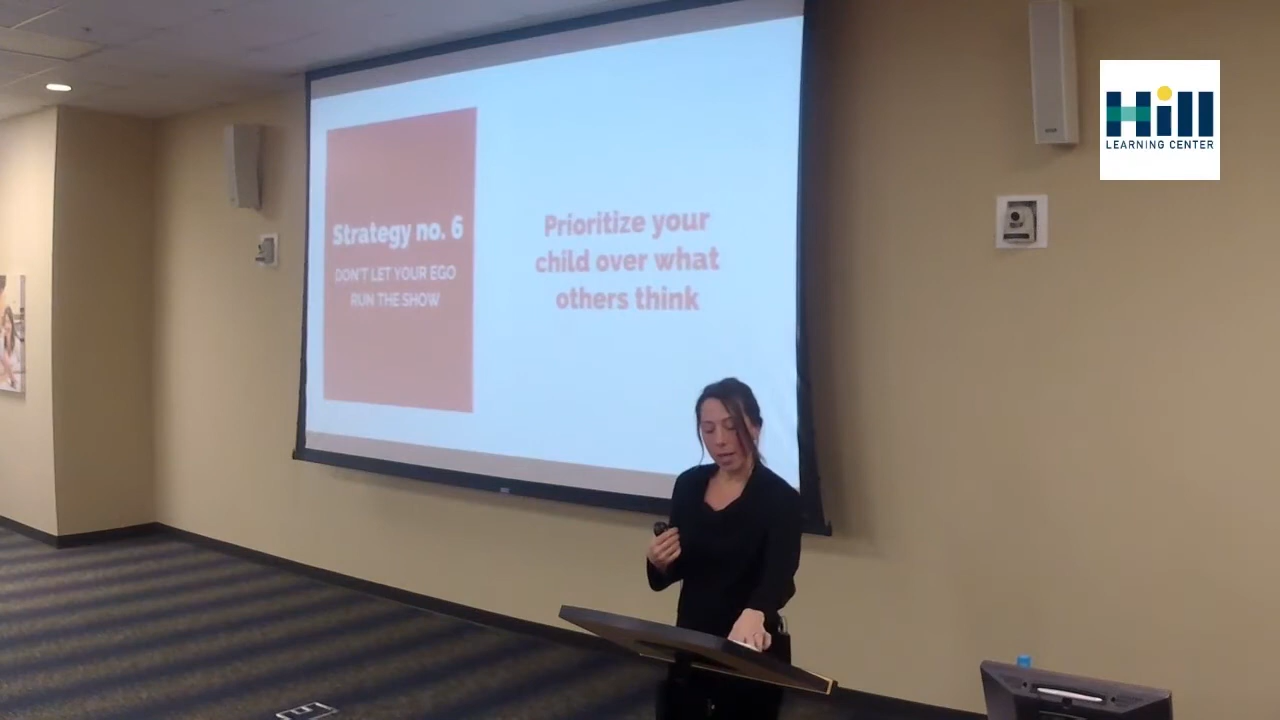 Strategy no. 6
DON'T LET YOUR EGO
RUN THE SHOW
Prioritize your
child over what
others think
Hill
LEARNING CENTER